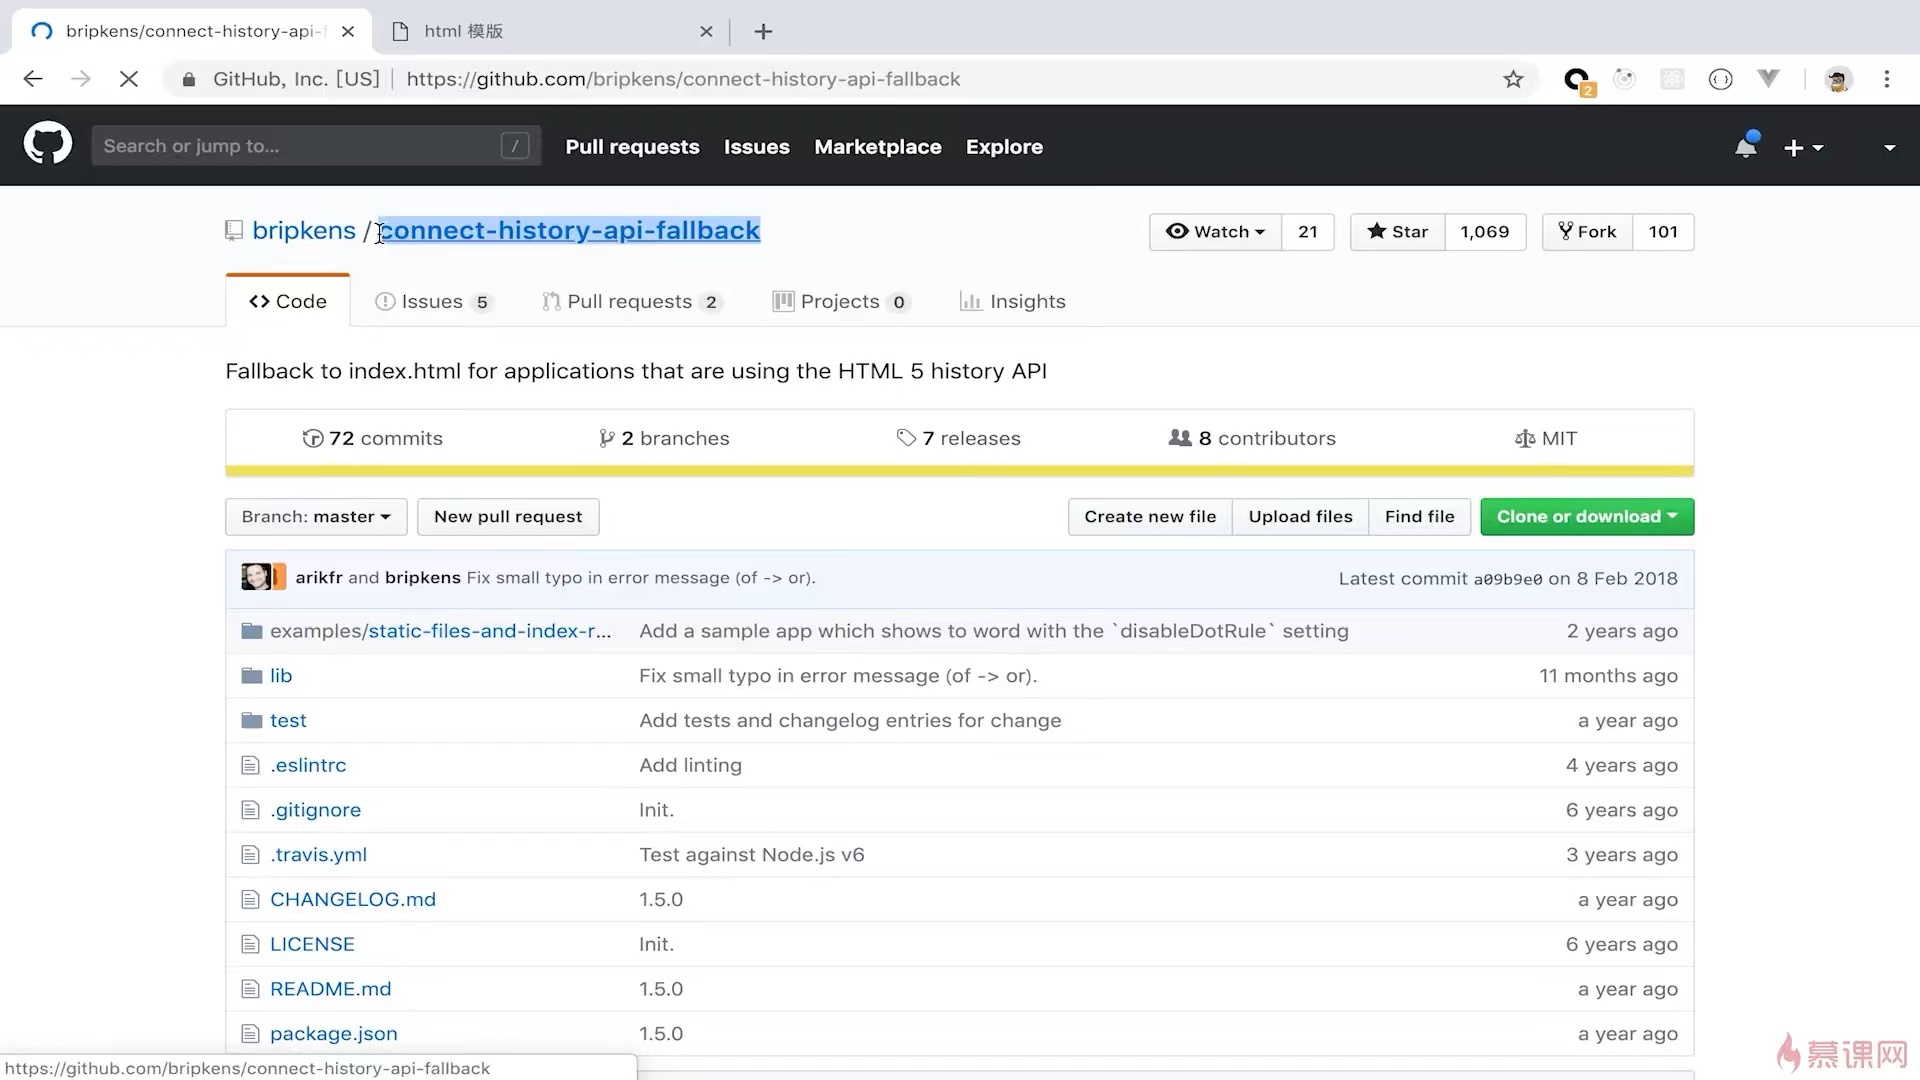 bripkens/connect-history-api-f
html 模版
GitHub, Inc. [US] | https://github.com/bripkens/connect-history-api-fallback
2
Search or jump to... /
Pull requests Issues Marketplace Explore
bripkens / connect-history-api-fallback
Watch 21 Star 1,069 Fork 101
Code Issues 5 Pull requests 2 Projects 0 Insights
Fallback to index.html for applications that are using the HTML 5 history API
72 commits 2 branches 7 releases 8 contributors MIT
Branch: master New pull request Create new file Upload files Find file Clone or download
arikfr and bripkens Fix small typo in error message (of -> or). Latest commit a09b9e0 on 8 Feb 2018
examples/static-files-and-index-r... Add a sample app which shows to word with the `disableDotRule` setting 2 years ago
lib Fix small typo in error message (of -> or). 11 months ago
test Add tests and changelog entries for change a year ago
.eslintrc Add linting 4 years ago
.gitignore Init. 6 years ago
.travis.yml Test against Node.js v6 3 years ago
CHANGELOG.md 1.5.0 a year ago
LICENSE Init. 6 years ago
README.md 1.5.0 a year ago
package.json 1.5.0 a year ago
https://github.com/bripkens/connect-history-api-fallback
慕课网